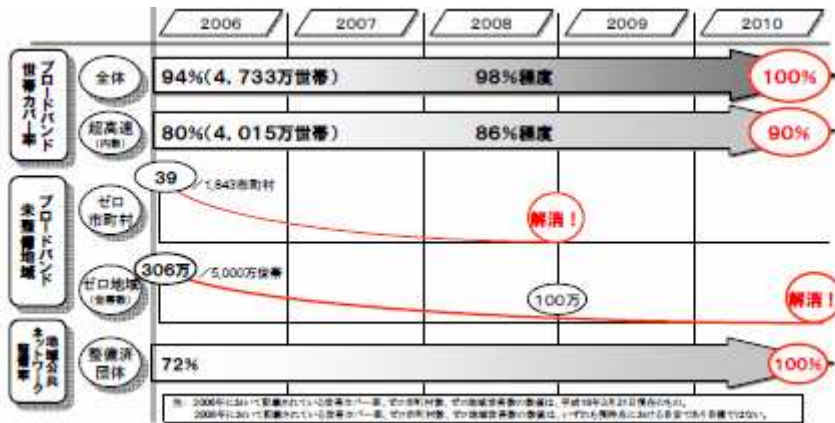 2006 2007 2008 2009 2010
ブロードバンド
世帯カバー率
全体
94%(4,733万世帯)
98%程度
100%
超高速
(内数)
80%(4,015万世帯)
86%程度
90%
ブロードバンド
未整備地域
ゼロ
市町村
39
/1,843市町村
解消!
ゼロ地域
(世帯数)
306万
/5,000万世帯
100万
解消!
地域公共
ネットワーク
整備率
整備済
団体
72%
100%